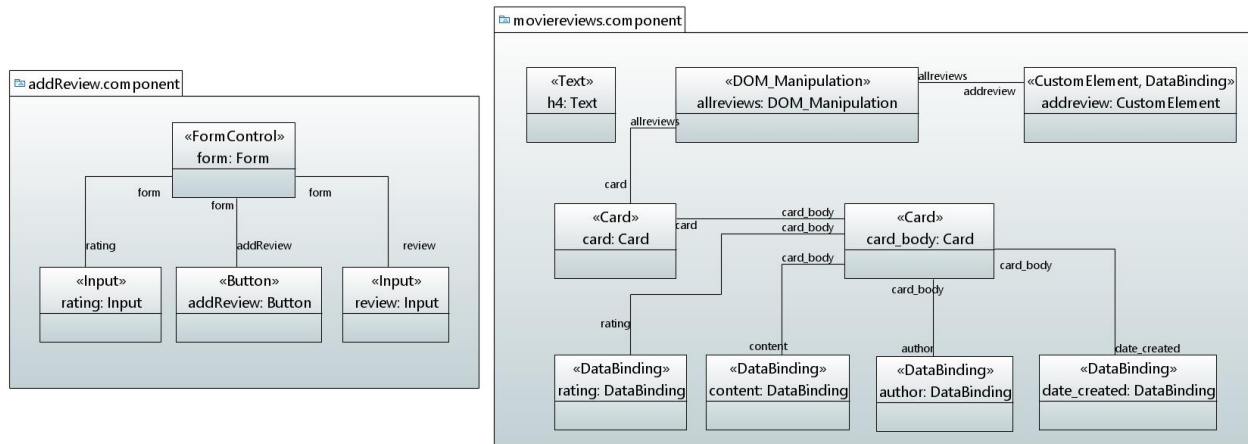 addReview.component
«FormControl»
form: Form
form
form
form
rating
addReview
review
«Input»
rating: Input
«Button»
addReview: Button
«Input»
review: Input
moviereviews.component
«Text»
h4: Text
«DOM_Manipulation»
allreviews: DOM_Manipulation
allreviews
addreview
«CustomElement, DataBinding»
addreview: CustomElement
allreviews
card
«Card»
card: Card
card
card_body
card_body
card_body
«Card»
card_body: Card
card_body
card_body
rating
content
author
date_created
«DataBinding»
rating: DataBinding
«DataBinding»
content: DataBinding
«DataBinding»
author: DataBinding
«DataBinding»
date_created: DataBinding